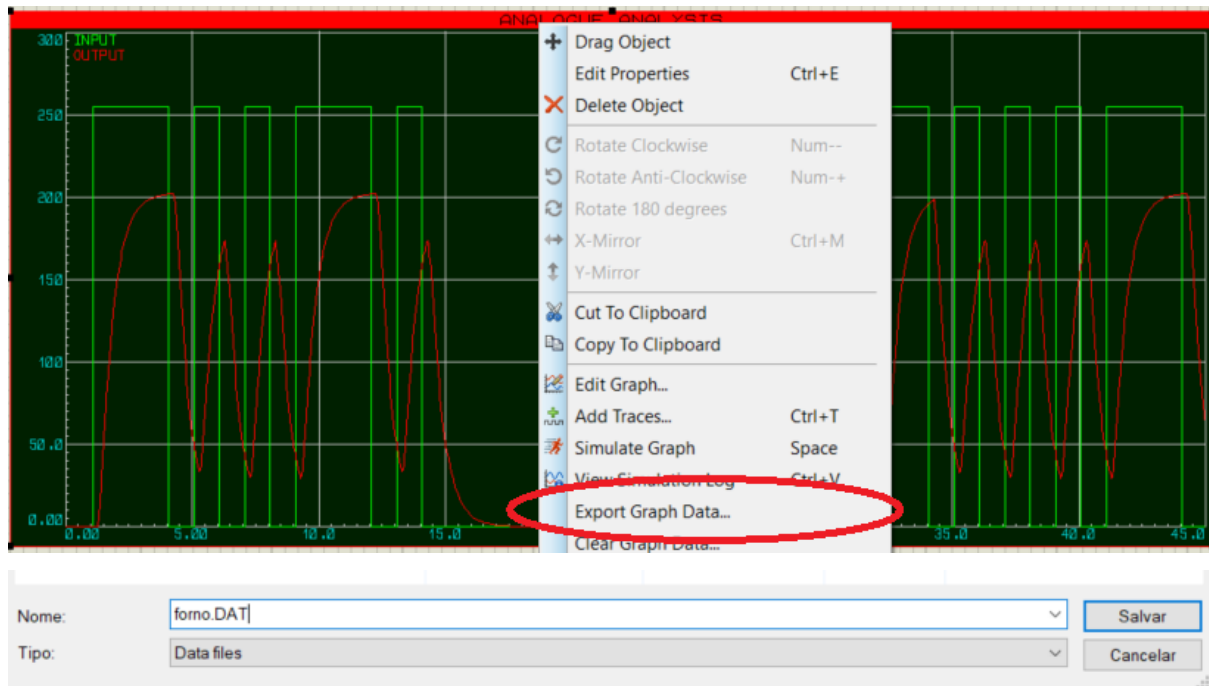 ANALOGUE ANALYSIS
300
INPUT
OUTPUT
250
200
150
100
50.0
0.00
0.00
5.00
10.0
15.0
35.0
40.0
45.0
Drag Object
Edit Properties Ctrl+E
Delete Object
Rotate Clockwise Num--
Rotate Anti-Clockwise Num-+
Rotate 180 degrees
X-Mirror Ctrl+M
Y-Mirror
Cut To Clipboard
Copy To Clipboard
Edit Graph...
Add Traces... Ctrl+T
Simulate Graph Space
View Simulation Log Ctrl+V
Export Graph Data...
Clear Graph Data...
Nome: forno.DAT Salvar
Tipo: Data files Cancelar